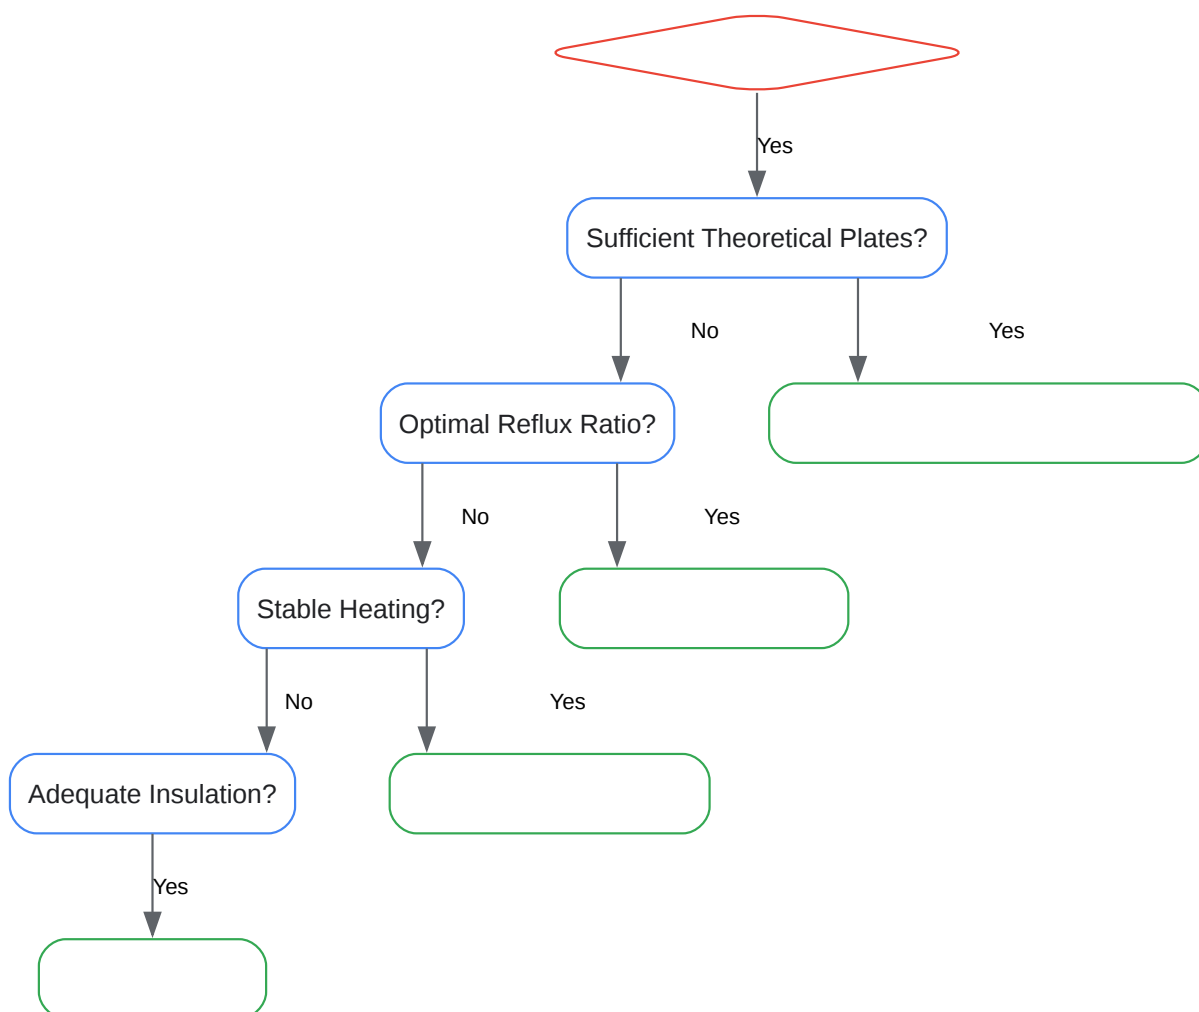 Yes
Sufficient Theoretical Plates?
No
Yes
Optimal Reflux Ratio?
No
Yes
Stable Heating?
No
Yes
Adequate Insulation?
Yes